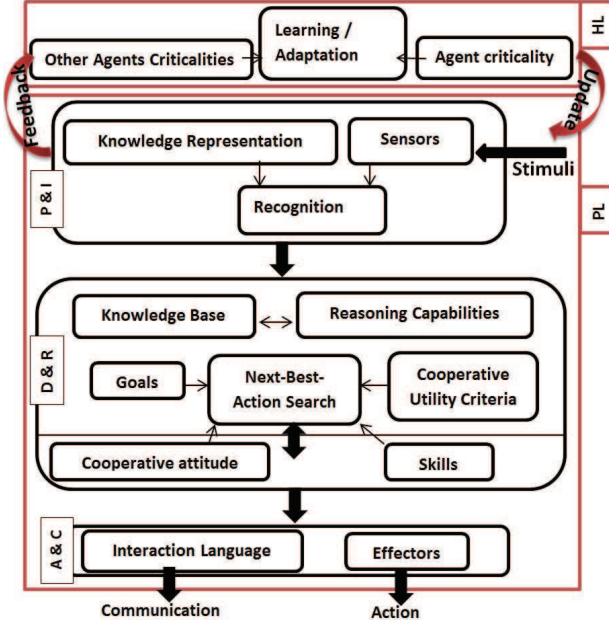 Learning /
Adaptation
Other Agents Criticalities
Agent criticality
HL
Feedback
Update
Knowledge Representation
Sensors
Stimuli
Recognition
P & I
PL
Knowledge Base
Reasoning Capabilities
Goals
Next-Best-
Action Search
Cooperative
Utility Criteria
D & R
Cooperative attitude
Skills
Interaction Language
Effectors
A & C
Communication
Action